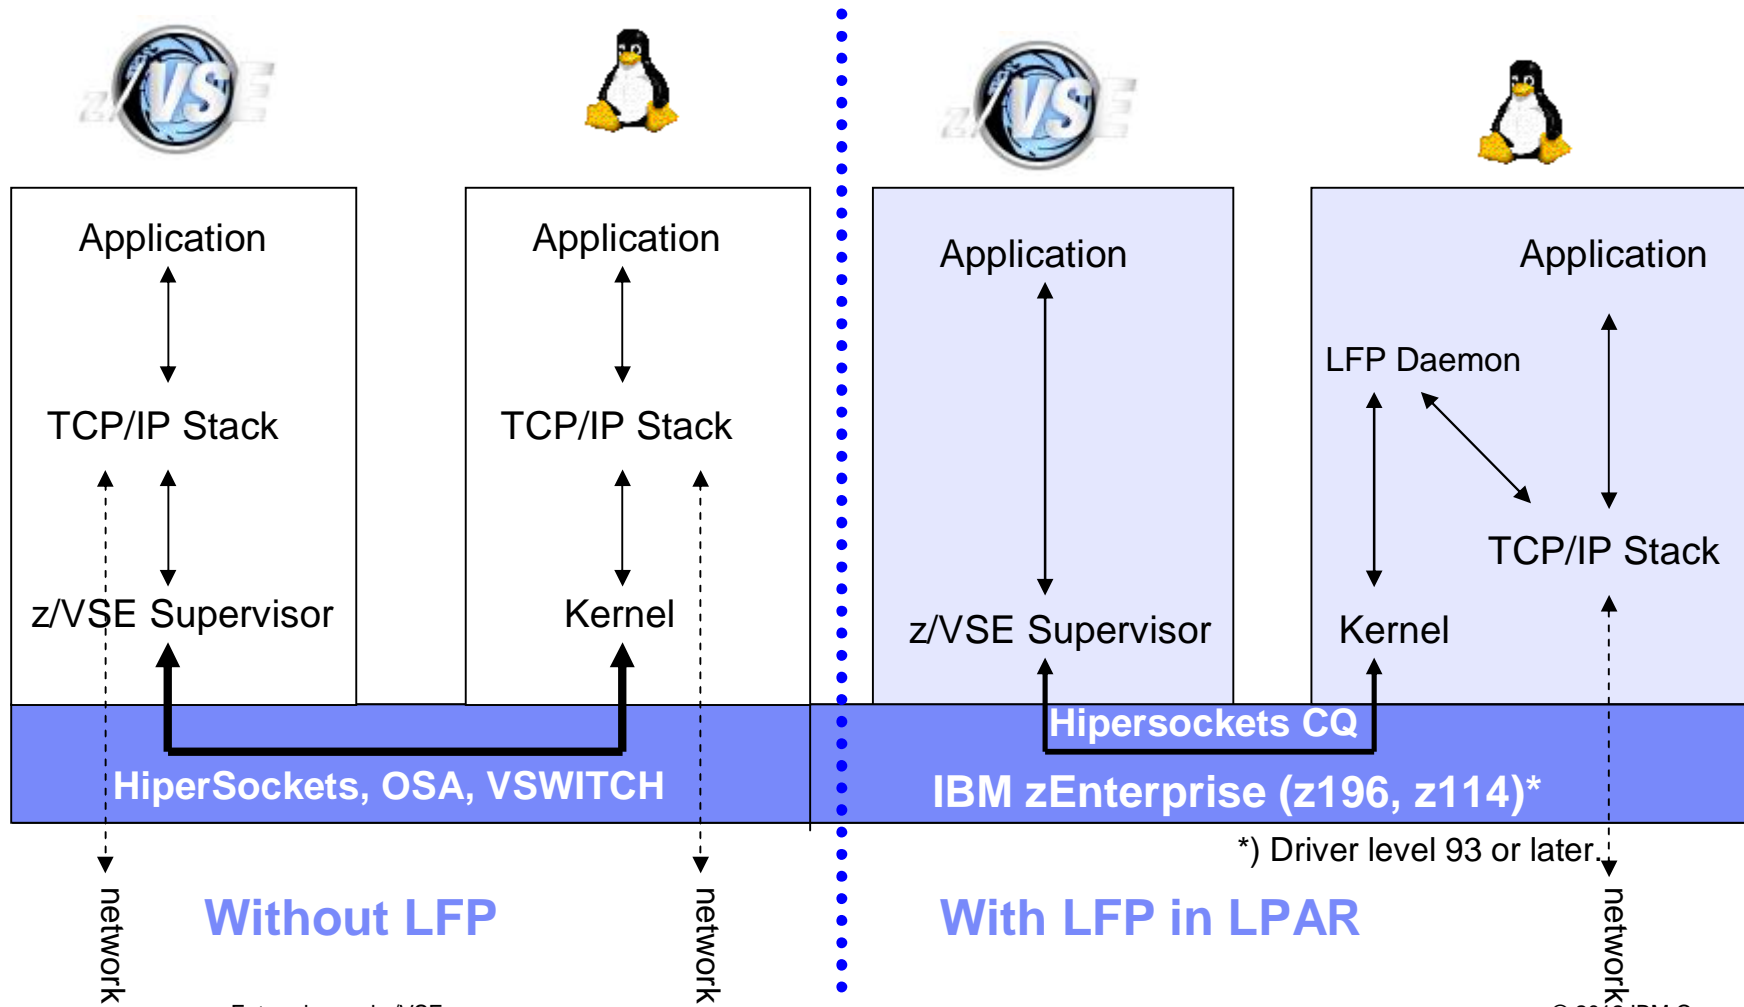 z/VSE
z/VSE
Application
Application
Application
Application
LFP Daemon
TCP/IP Stack
TCP/IP Stack
TCP/IP Stack
z/VSE Supervisor
Kernel
z/VSE Supervisor
Kernel
Hipersockets CQ
HiperSockets, OSA, VSWITCH
IBM zEnterprise (z196, z114)*
*) Driver level 93 or later.
network
Without LFP
network
With LFP in LPAR
network